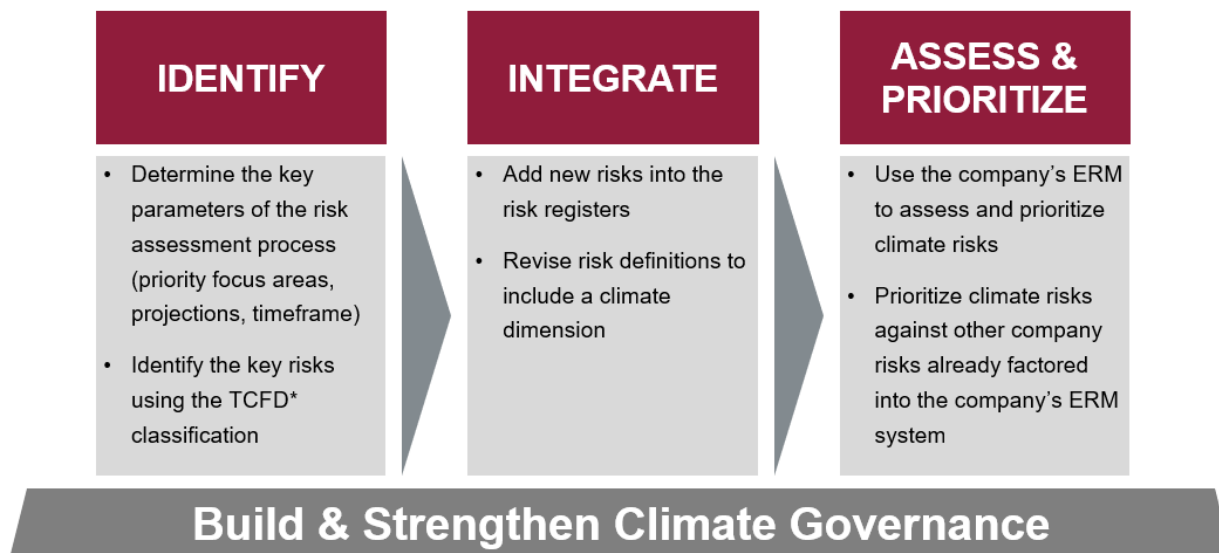 IDENTIFY
• Determine the key
parameters of the risk
assessment process
(priority focus areas,
projections, timeframe)
• Identify the key risks
using the TCFD*
classification
INTEGRATE
• Add new risks into the
risk registers
• Revise risk definitions to
include a climate
dimension
ASSESS &
PRIORITIZE
• Use the company’s ERM
to assess and prioritize
climate risks
• Prioritize climate risks
against other company
risks already factored
into the company’s ERM
system
Build & Strengthen Climate Governance